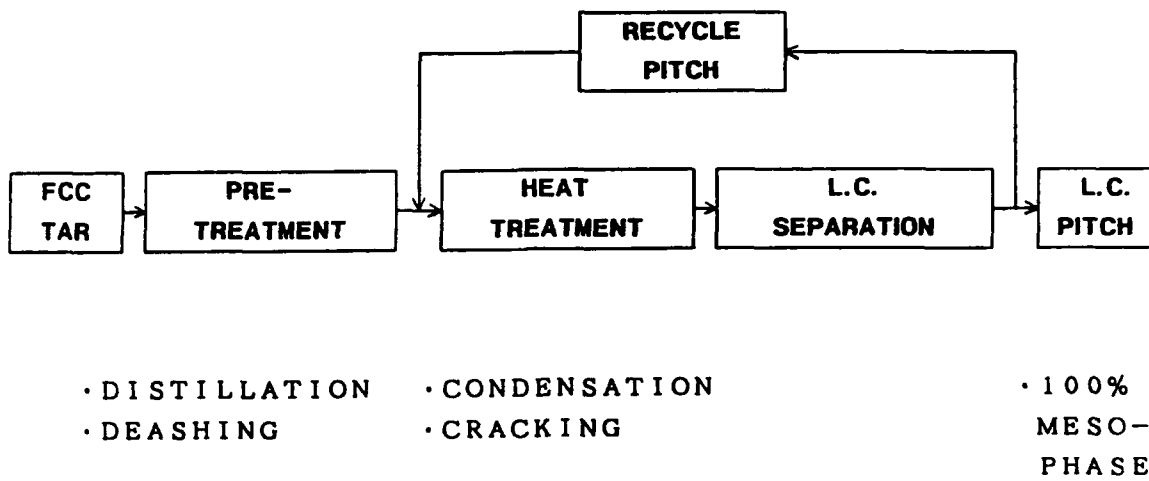 RECYCLE
PITCH
FCC
TAR
PRE-
TREATMENT
HEAT
TREATMENT
L.C.
SEPARATION
L.C.
PITCH
·DISTILLATION
·DEASHING
·CONDENSATION
·CRACKING
·100%
MESO-
PHASE